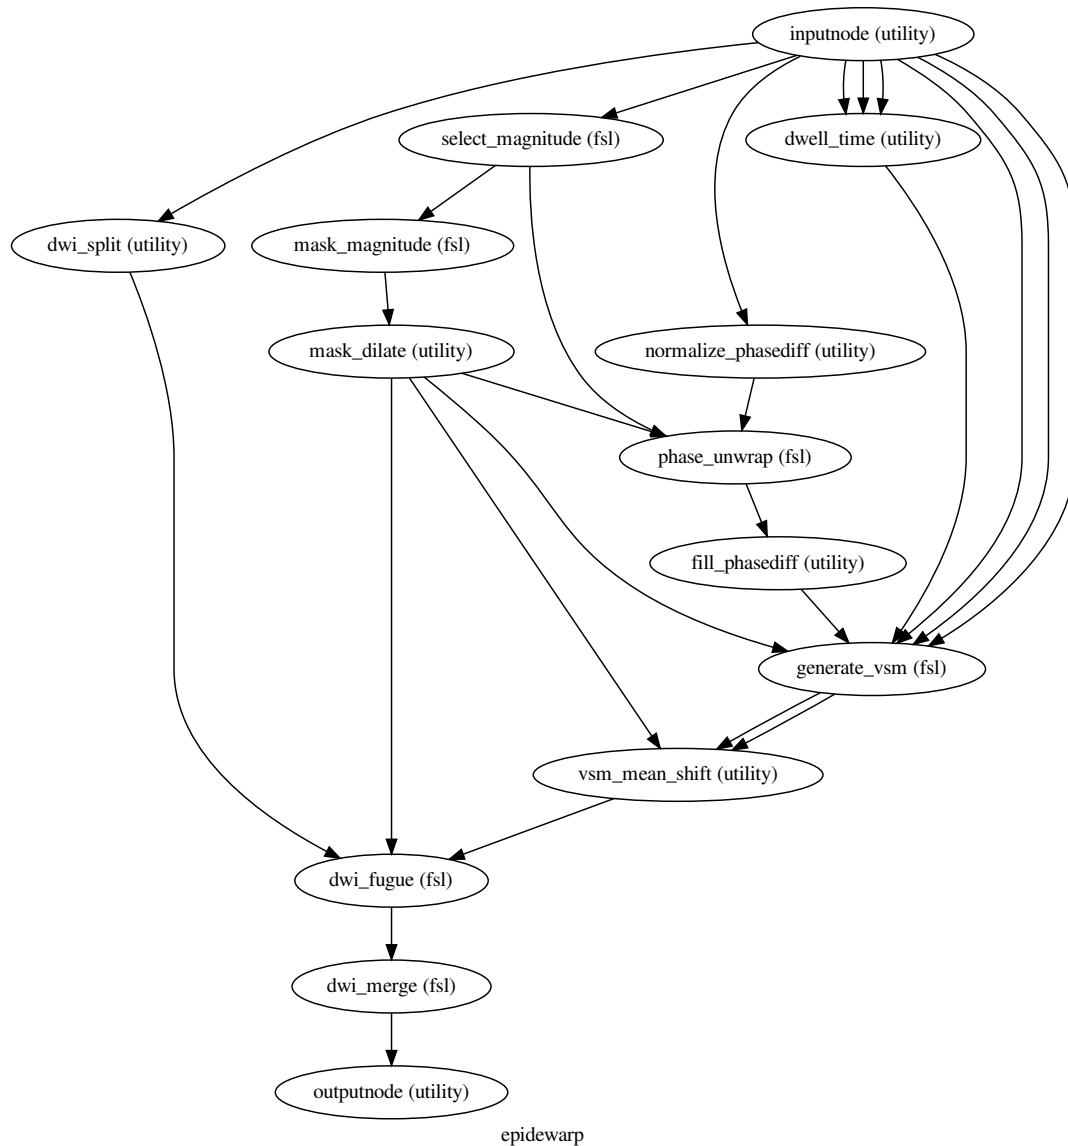 inputnode (utility)
select_magnitude (fsl)
dwell_time (utility)
dwi_split (utility)
mask_magnitude (fsl)
mask_dilate (utility)
normalize_phasediff (utility)
phase_unwrap (fsl)
fill_phasediff (utility)
generate_vsm (fsl)
vsm_mean_shift (utility)
dwi_fugue (fsl)
dwi_merge (fsl)
outputnode (utility)
epidewarp